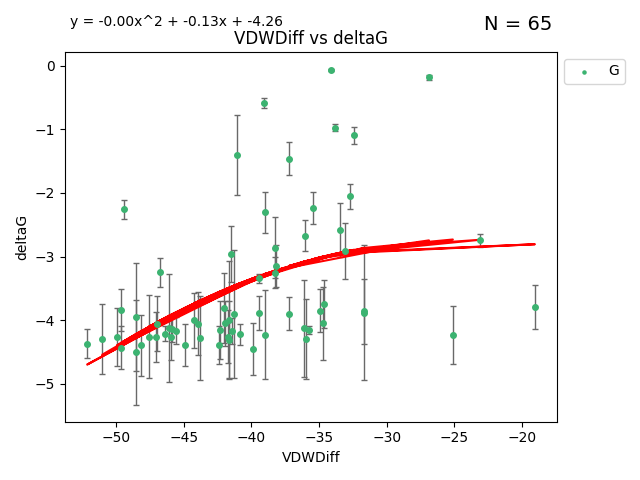 y = -0.00x^2 + -0.13x + -4.26
N = 65
VDWDiff vs deltaG
G
0
−1
−2
−3
−4
−5
deltaG
−50 −45 −40 −35 −30 −25 −20
VDWDiff